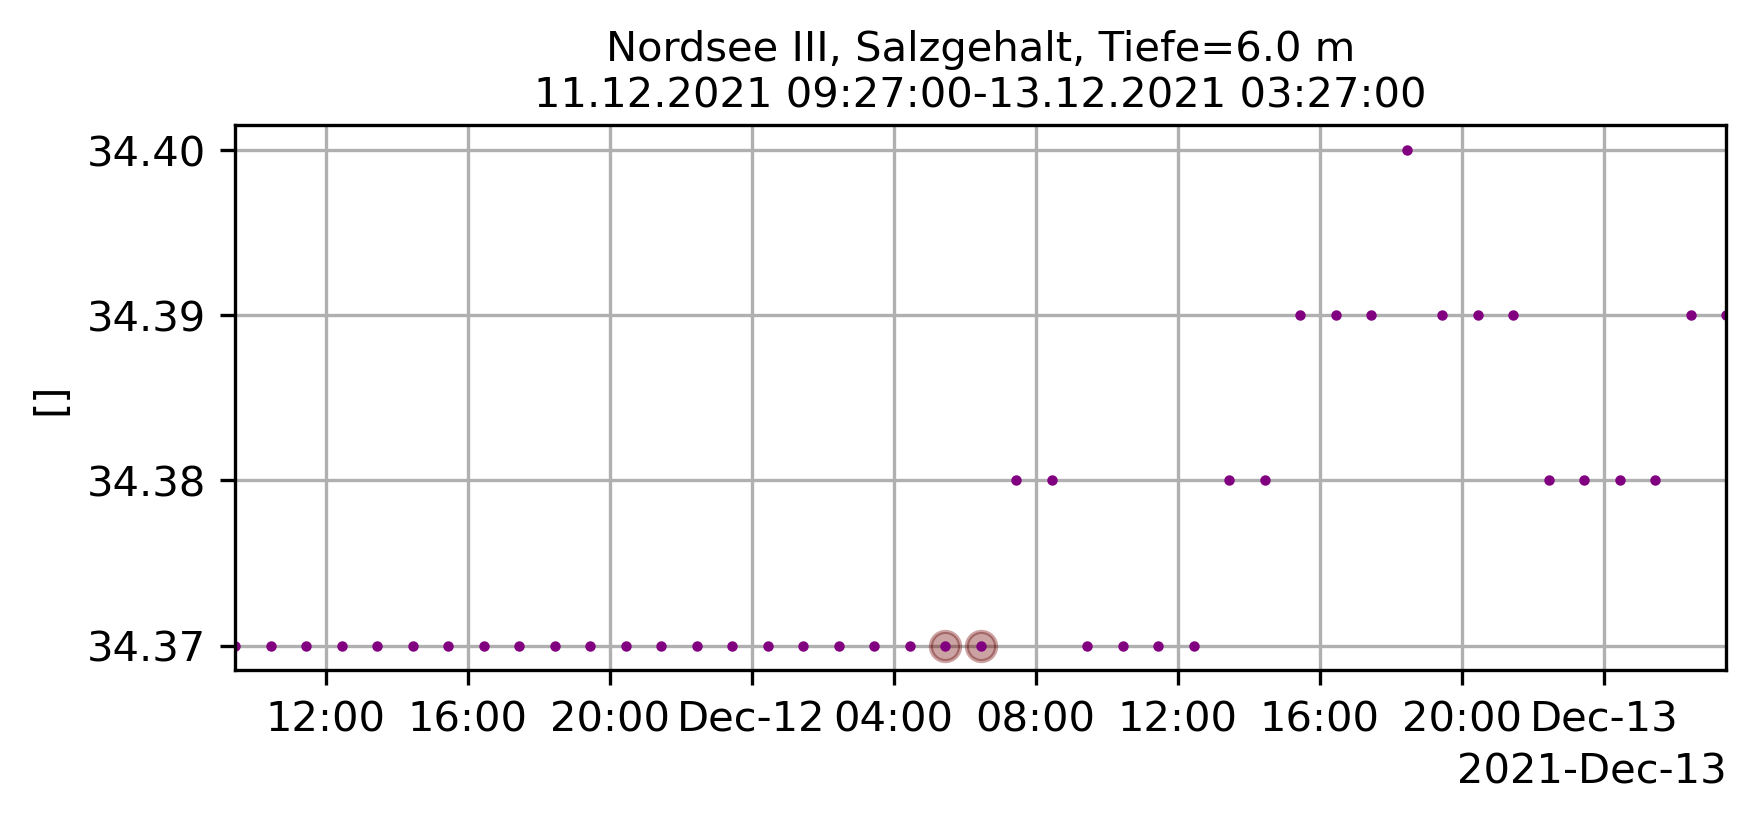 Nordsee III, Salzgehalt, Tiefe=6.0 m
11.12.2021 09:27:00-13.12.2021 03:27:00
34.40
34.39
[]
34.38
34.37
12:00 16:00 20:00 Dec-12 04:00 08:00 12:00 16:00 20:00 Dec-13
2021-Dec-13